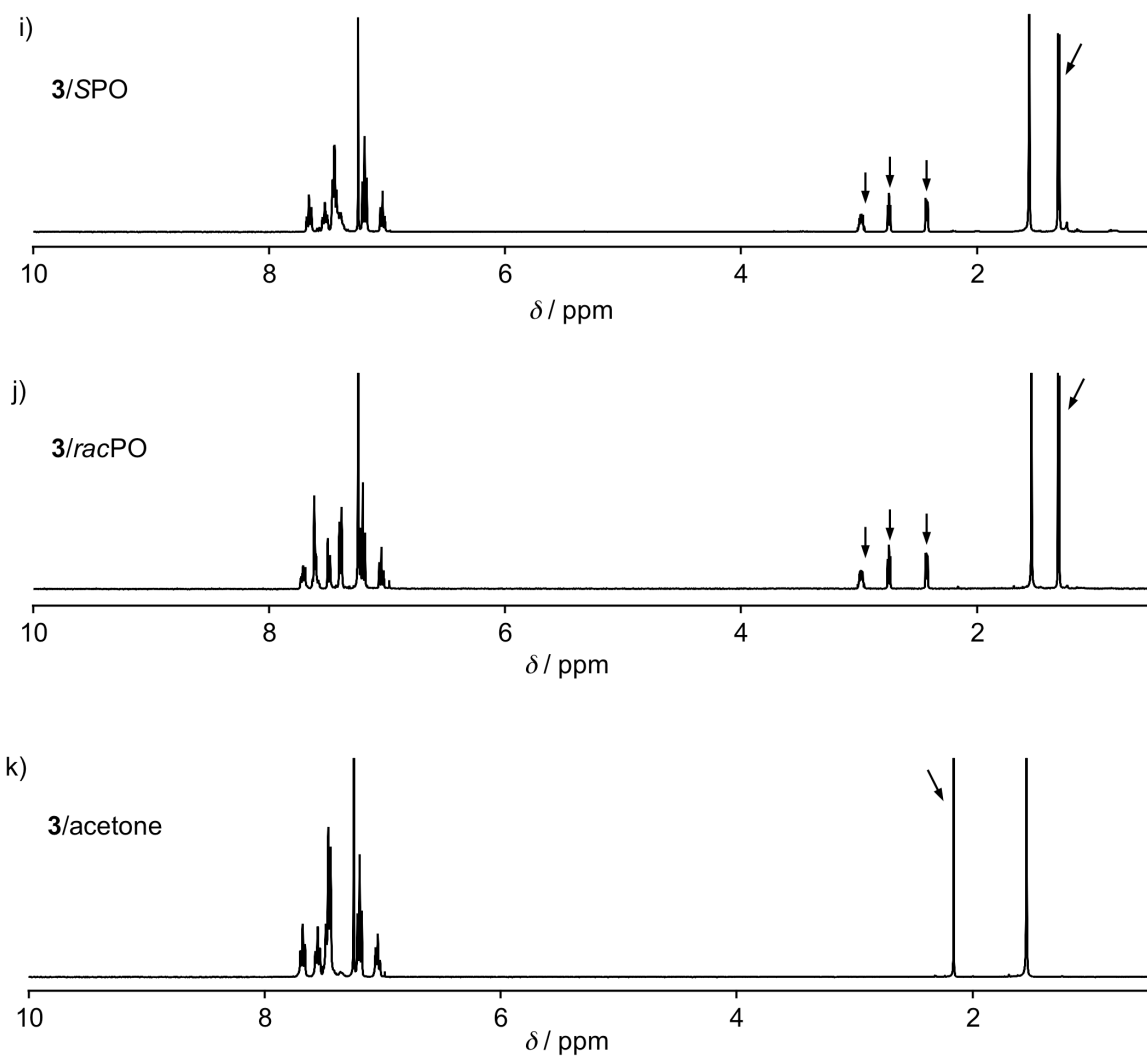 i)
3/SPO
10 8 6 4 2
δ / ppm
j)
3/racPO
10 8 6 4 2
δ / ppm
k)
3/acetone
10 8 6 4 2
δ / ppm